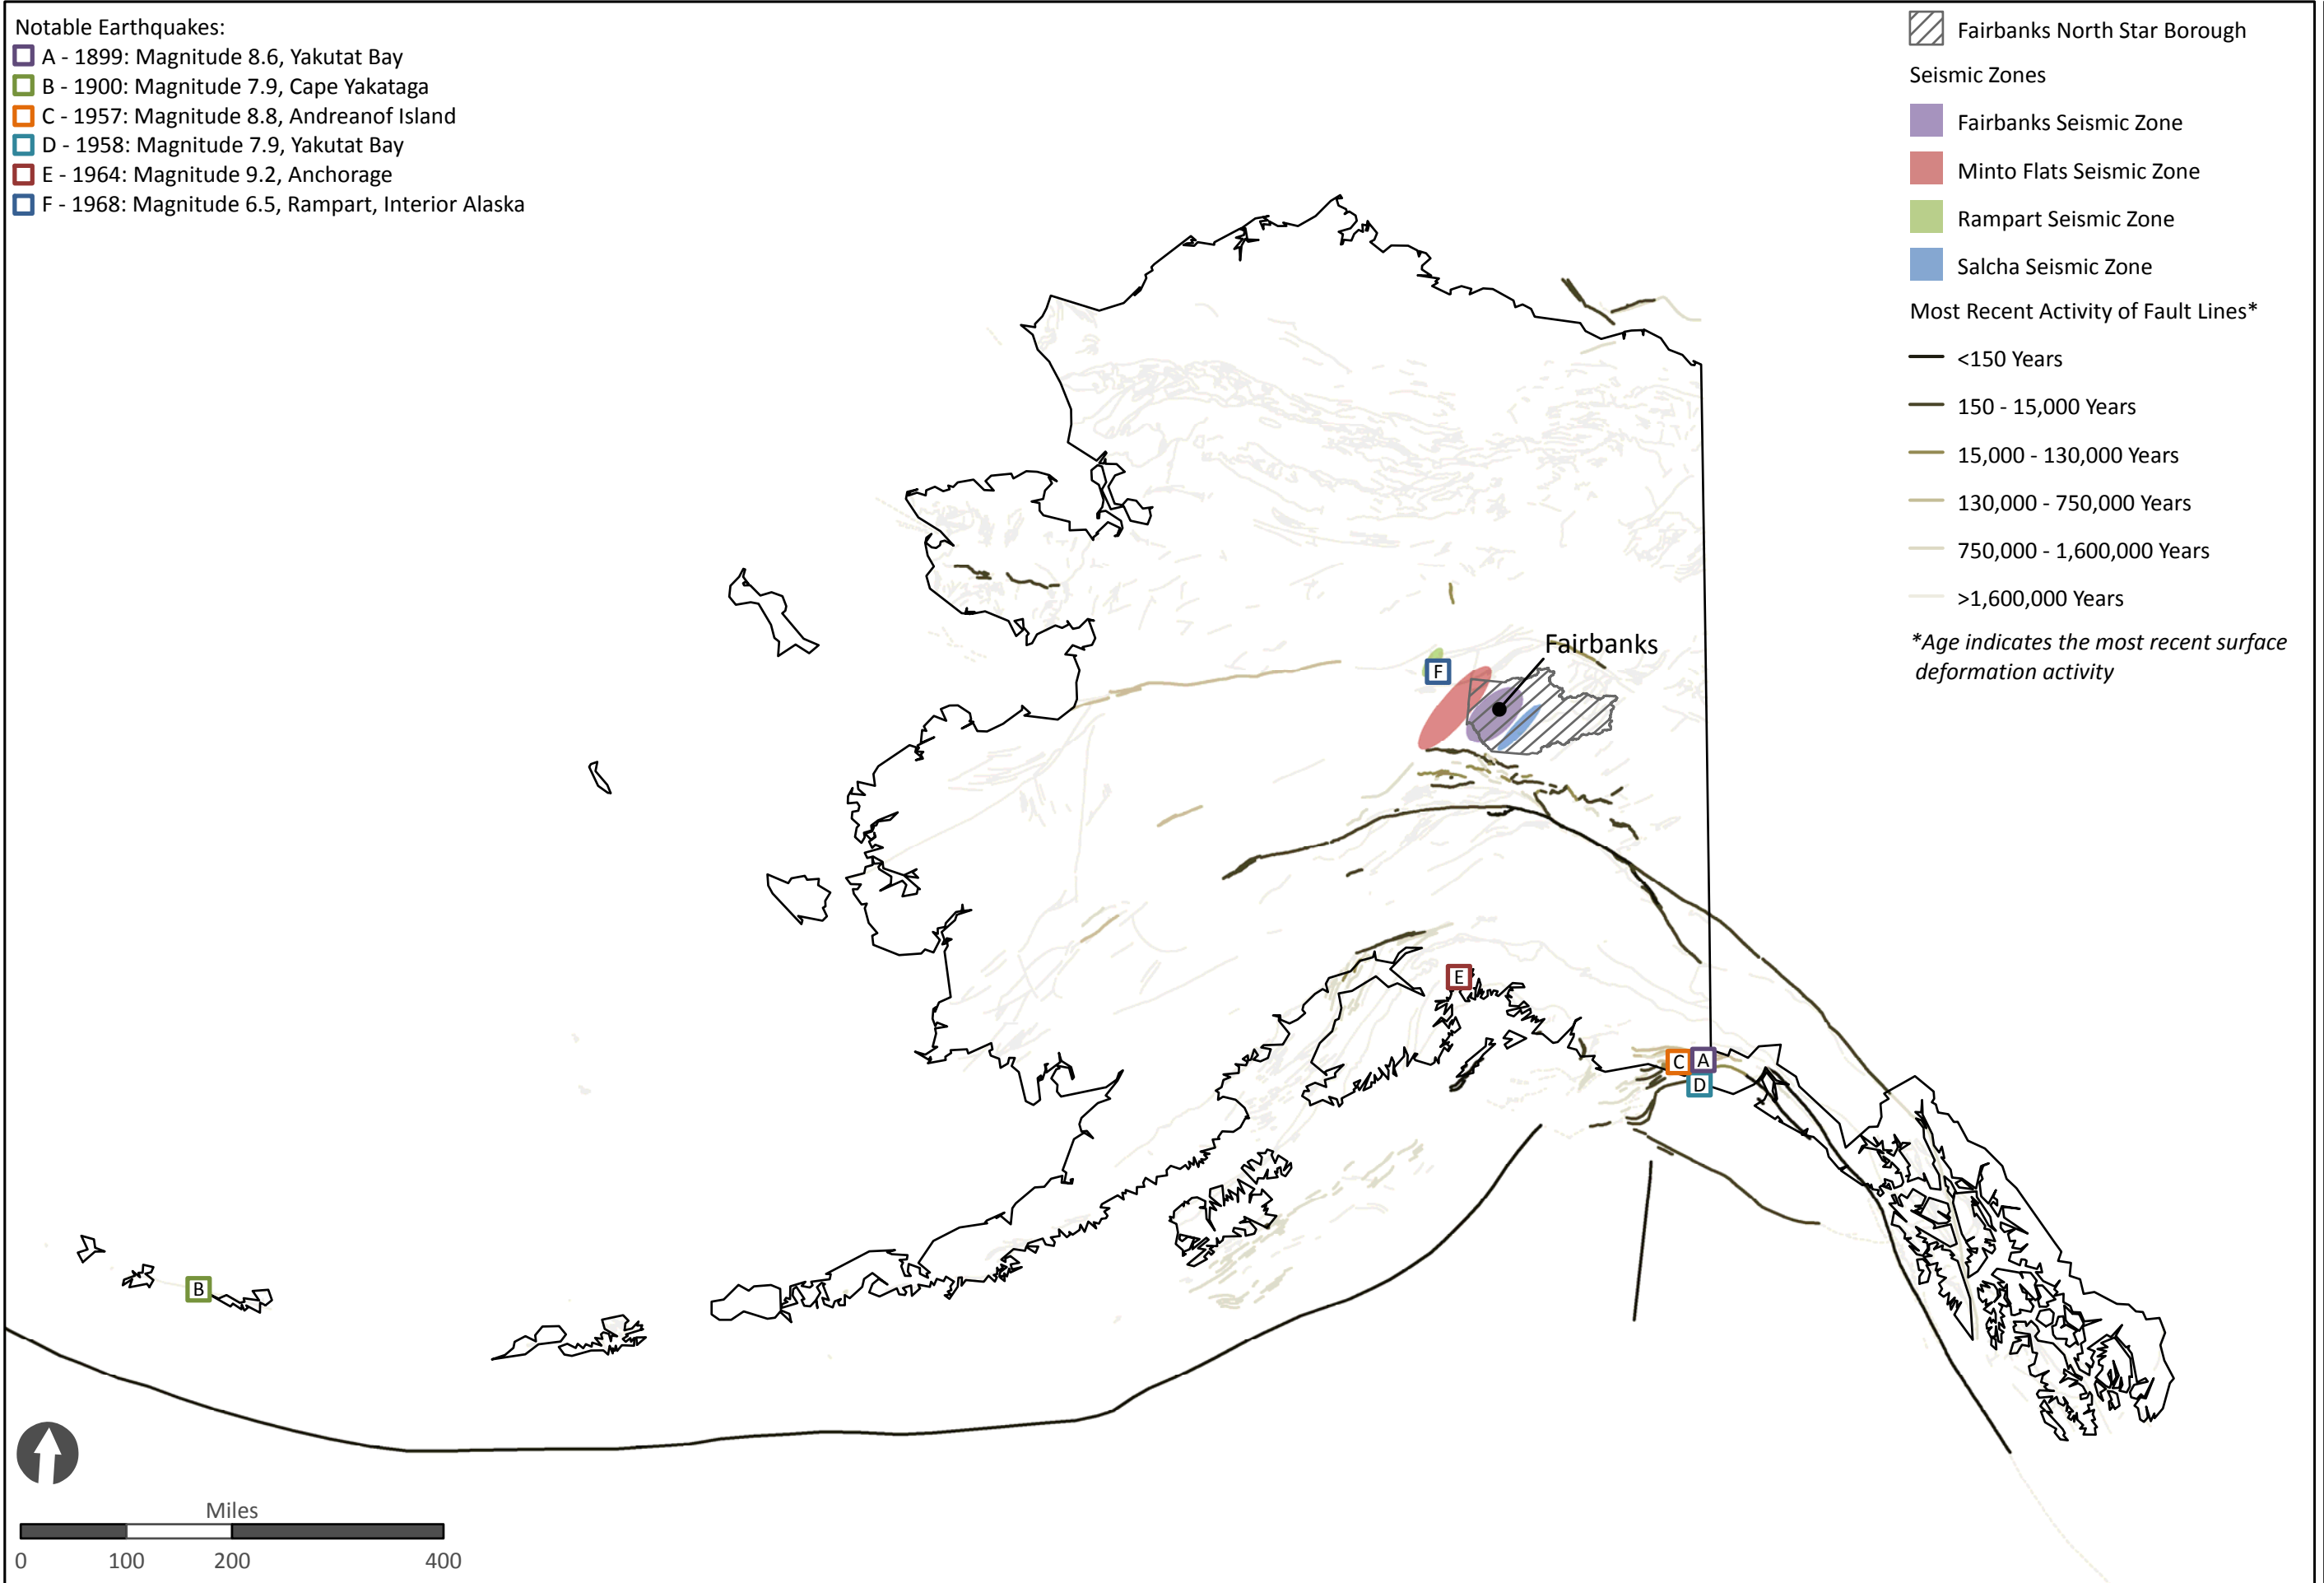 Notable Earthquakes:
A - 1899: Magnitude 8.6, Yakutat Bay
B - 1900: Magnitude 7.9, Cape Yakataga
C - 1957: Magnitude 8.8, Andreanof Island
D - 1958: Magnitude 7.9, Yakutat Bay
E - 1964: Magnitude 9.2, Anchorage
F - 1968: Magnitude 6.5, Rampart, Interior Alaska
Fairbanks North Star Borough
Seismic Zones
Fairbanks Seismic Zone
Minto Flats Seismic Zone
Rampart Seismic Zone
Salcha Seismic Zone
Most Recent Activity of Fault Lines*
<150 Years
150 - 15,000 Years
15,000 - 130,000 Years
130,000 - 750,000 Years
750,000 - 1,600,000 Years
>1,600,000 Years
*Age indicates the most recent surface
deformation activity
Fairbanks
F
E
C
A
D
B
Miles
0 100 200 400